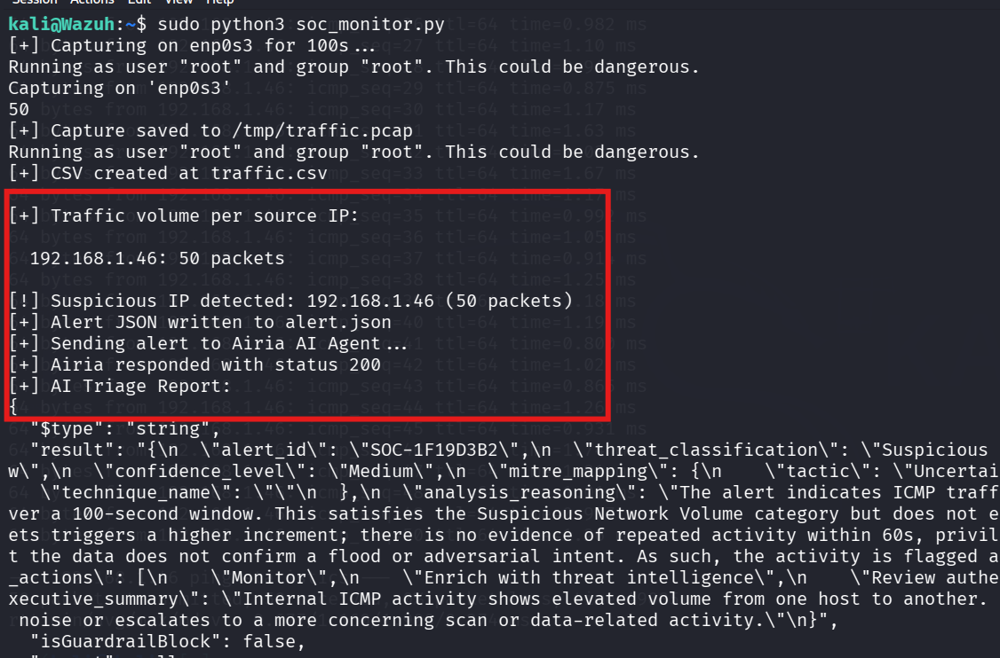 Session Actions Edit View Help
kali@Wazuh:~$ sudo python3 soc_monitor.py
[+] Capturing on enp0s3 for 100s...
Running as user "root" and group "root". This could be dangerous.
Capturing on 'enp0s3'
50
[+] Capture saved to /tmp/traffic.pcap
Running as user "root" and group "root". This could be dangerous.
[+] CSV created at traffic.csv
[+] Traffic volume per source IP:
192.168.1.46: 50 packets
[!] Suspicious IP detected: 192.168.1.46 (50 packets)
[+] Alert JSON written to alert.json
[+] Sending alert to Airia AI Agent...
[+] Airia responded with status 200
[+] AI Triage Report:
{
"$type": "string",
"result": "{\n  \"alert_id\": \"SOC-1F19D3B2\",\n  \"threat_classification\": \"Suspicious
w\",\n  \"confidence_level\": \"Medium\",\n  \"mitre_mapping\": {\n    \"tactic\": \"Uncertai
\"technique_name\": \"\"\n  },\n  \"analysis_reasoning\": \"The alert indicates ICMP traff
ver a 100-second window. This satisfies the Suspicious Network Volume category but does not e
ets triggers a higher increment; there is no evidence of repeated activity within 60s, privil
t the data does not confirm a flood or adversarial intent. As such, the activity is flagged a
_actions\": [\n    \"Monitor\",\n    \"Enrich with threat intelligence\",\n    \"Review authe
xecutive_summary\": \"Internal ICMP activity shows elevated volume from one host to another.
noise or escalates to a more concerning scan or data-related activity.\"\n}",
"isGuardrailBlock": false,